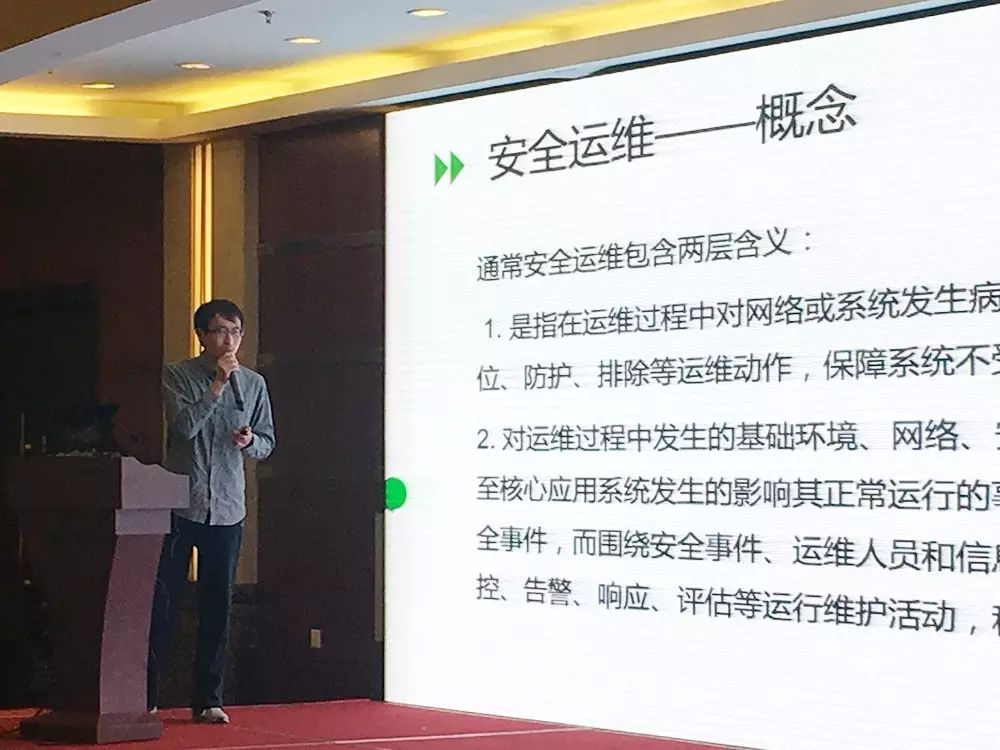 安全运维——概念
通常安全运维包含两层含义：
1. 是指在运维过程中对网络或系统发生病
位、防护、排除等运维动作，保障系统不受
2. 对运维过程中发生的基础环境、网络、
至核心应用系统发生的影响其正常运行的事
全事件，而围绕安全事件、运维人员和信息
控、告警、响应、评估等运行维护活动，